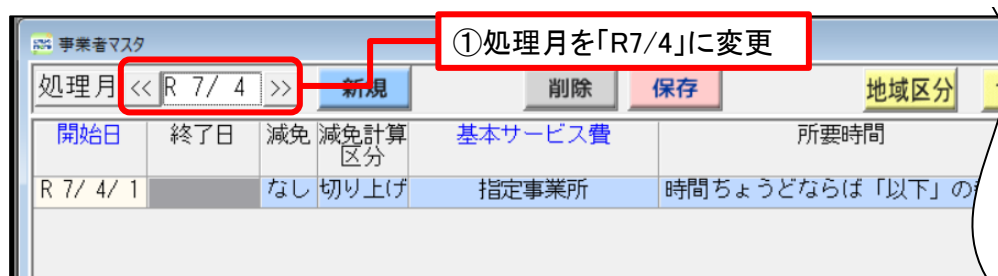 事業者マスタ
①処理月を「R7/4」に変更
処理月 << R 7/ 4 >> 新規 削除 保存 地域区分
開始日 終了日 減免 減免計算区分 基本サービス費 所要時間
R 7/ 4/ 1 なし 切り上げ 指定事業所 時間ちょうどならば「以下」の